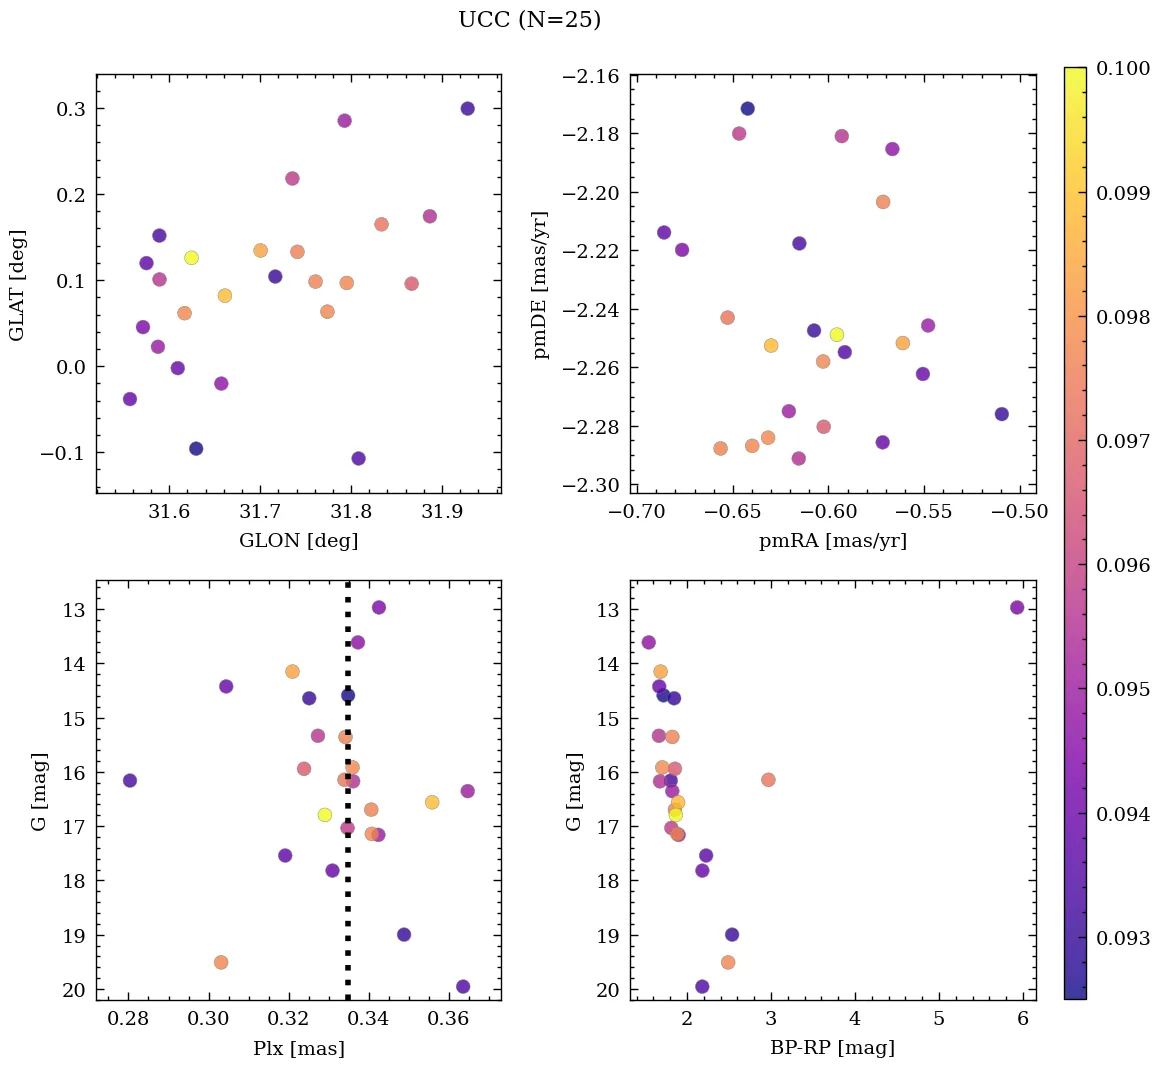 UCC (N=25)
0.3
0.2
0.1
0.0
−0.1
GLAT [deg]
31.6 31.7 31.8 31.9
GLON [deg]
−2.16
−2.18
−2.20
−2.22
−2.24
−2.26
−2.28
−2.30
pmDE [mas/yr]
−0.70 −0.65 −0.60 −0.55 −0.50
pmRA [mas/yr]
13
14
15
16
17
18
19
20
G [mag]
0.28 0.30 0.32 0.34 0.36
Plx [mas]
13
14
15
16
17
18
19
20
G [mag]
2 3 4 5 6
BP-RP [mag]
0.100
0.099
0.098
0.097
0.096
0.095
0.094
0.093